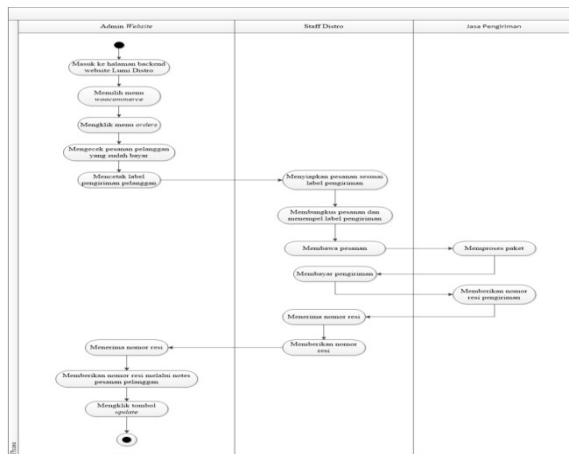 Admin Website
Staff Distro
Jasa Pengiriman
Masuk ke halaman backend
website Lumi Distro
Memilih menu
woocommerce
Mengklik menu orders
Mengecek pesanan pelanggan
yang sudah bayar
Mencetak label
pengiriman pelanggan
Menyiapkan pesanan sesuai
label pengiriman
Membungkus pesanan dan
menempel label pengiriman
Membawa pesanan
Memproses paket
Membayar pengiriman
Memberikan nomor
resi pengiriman
Menerima nomor resi
Memberikan nomor
resi
Menerima nomor resi
Memberikan nomor resi melalui notes
pesanan pelanggan
Mengklik tombol
update